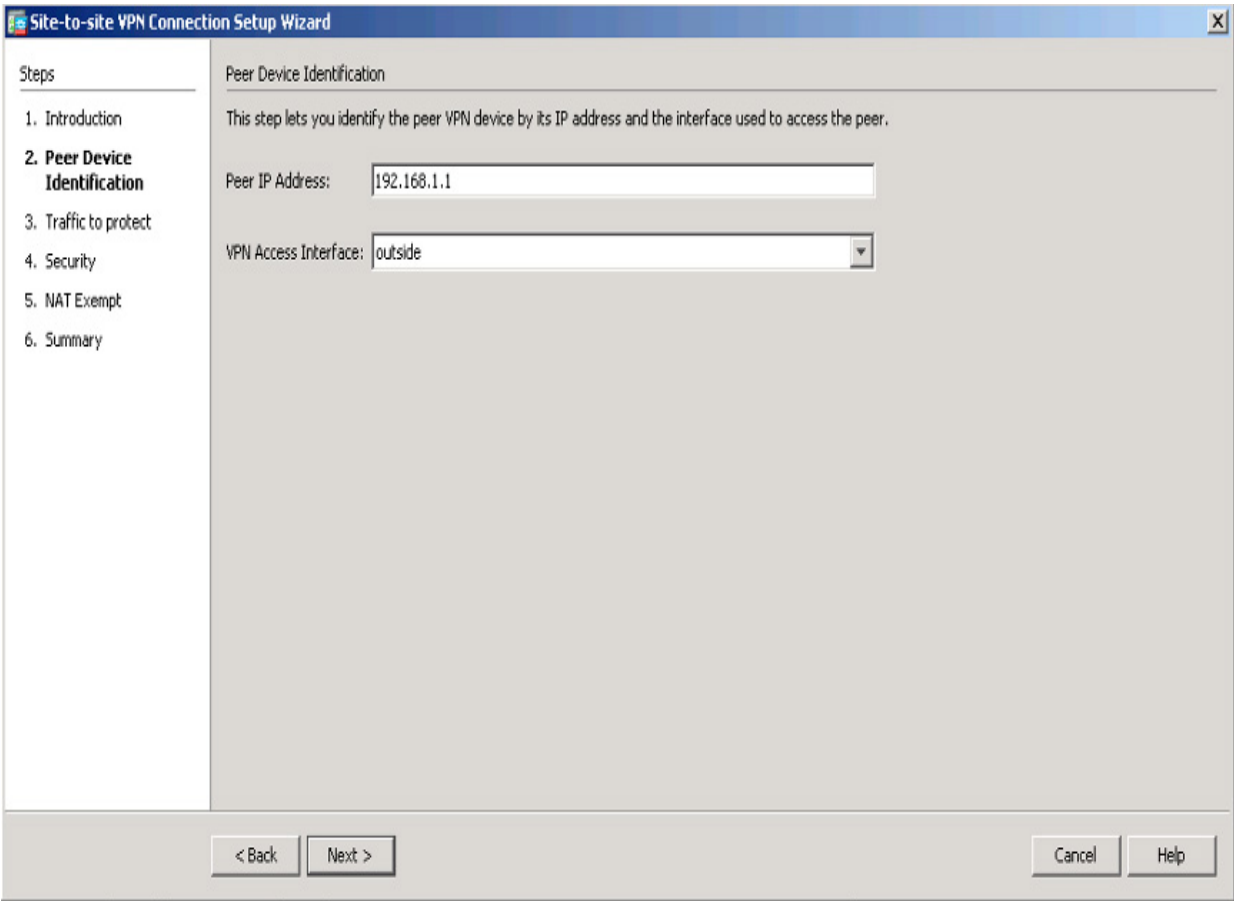 Site-to-site VPN Connection Setup Wizard
Steps
1. Introduction
2. Peer Device
Identification
3. Traffic to protect
4. Security
5. NAT Exempt
6. Summary
Peer Device Identification
This step lets you identify the peer VPN device by its IP address and the interface used to access the peer.
Peer IP Address: 192.168.1.1
VPN Access Interface: outside
< Back Next > Cancel Help